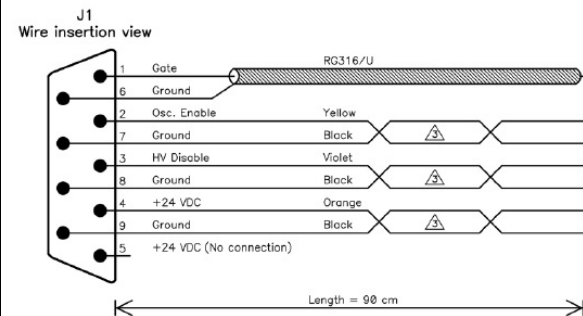 J1
Wire insertion view
1 Gate RG316/U
6 Ground
2 Osc. Enable Yellow
7 Ground Black 3
3 HV Disable Violet
8 Ground Black 3
4 +24 VDC Orange
9 Ground Black 3
5 +24 VDC (No connection)
Length = 90 cm